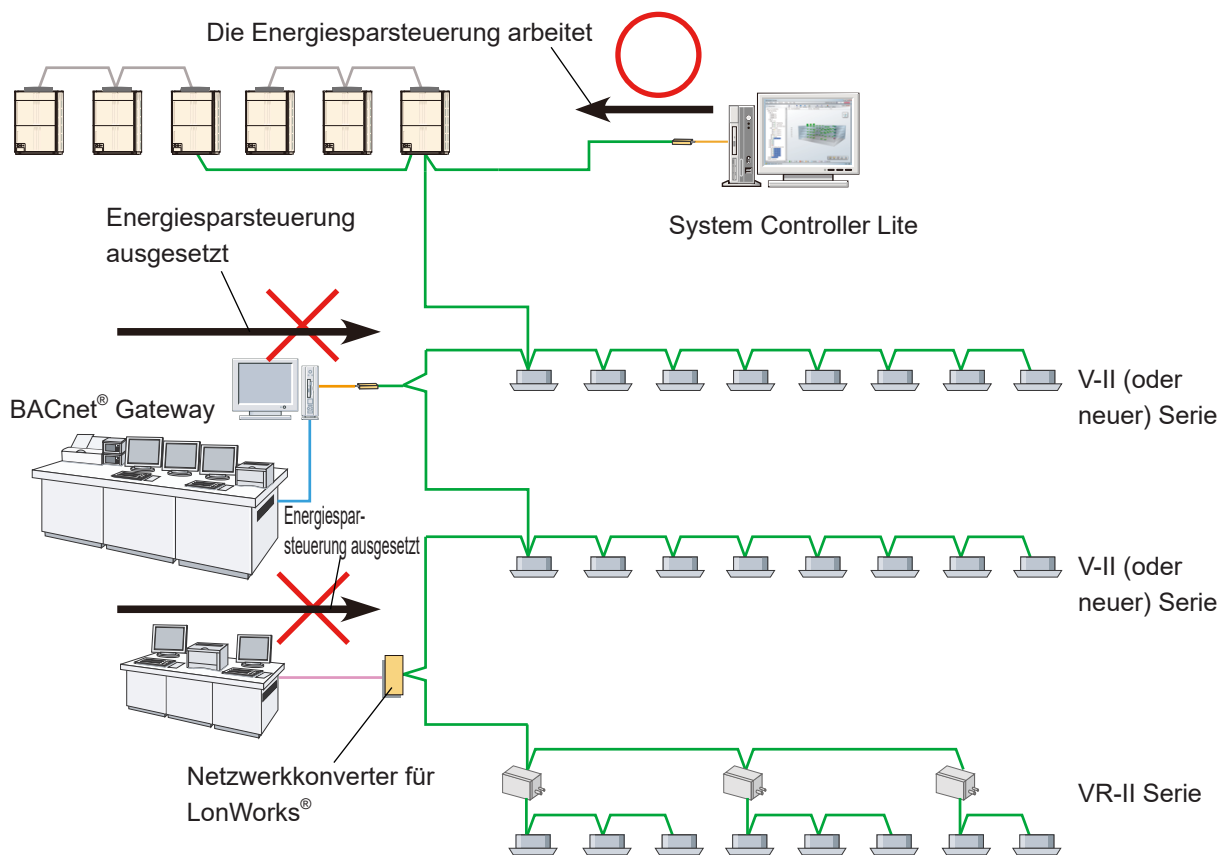 Die Energiesparsteuerung arbeitet
System Controller Lite
Energiesparsteuerung
ausgesetzt
BACnet® Gateway
V-II (oder
neuer) Serie
Energiespar-
steuerung ausgesetzt
V-II (oder
neuer) Serie
Netzwerkkonverter für
LonWorks®
VR-II Serie